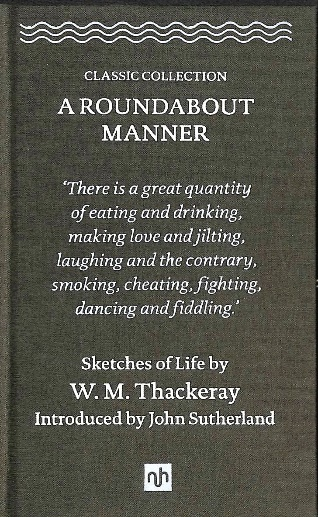 CLASSIC COLLECTION
A ROUNDABOUT
MANNER
‘There is a great quantity
of eating and drinking,
making love and jilting,
laughing and the contrary,
smoking, cheating, fighting,
dancing and fiddling.’
Sketches of Life by
W. M. Thackeray
Introduced by John Sutherland
nh